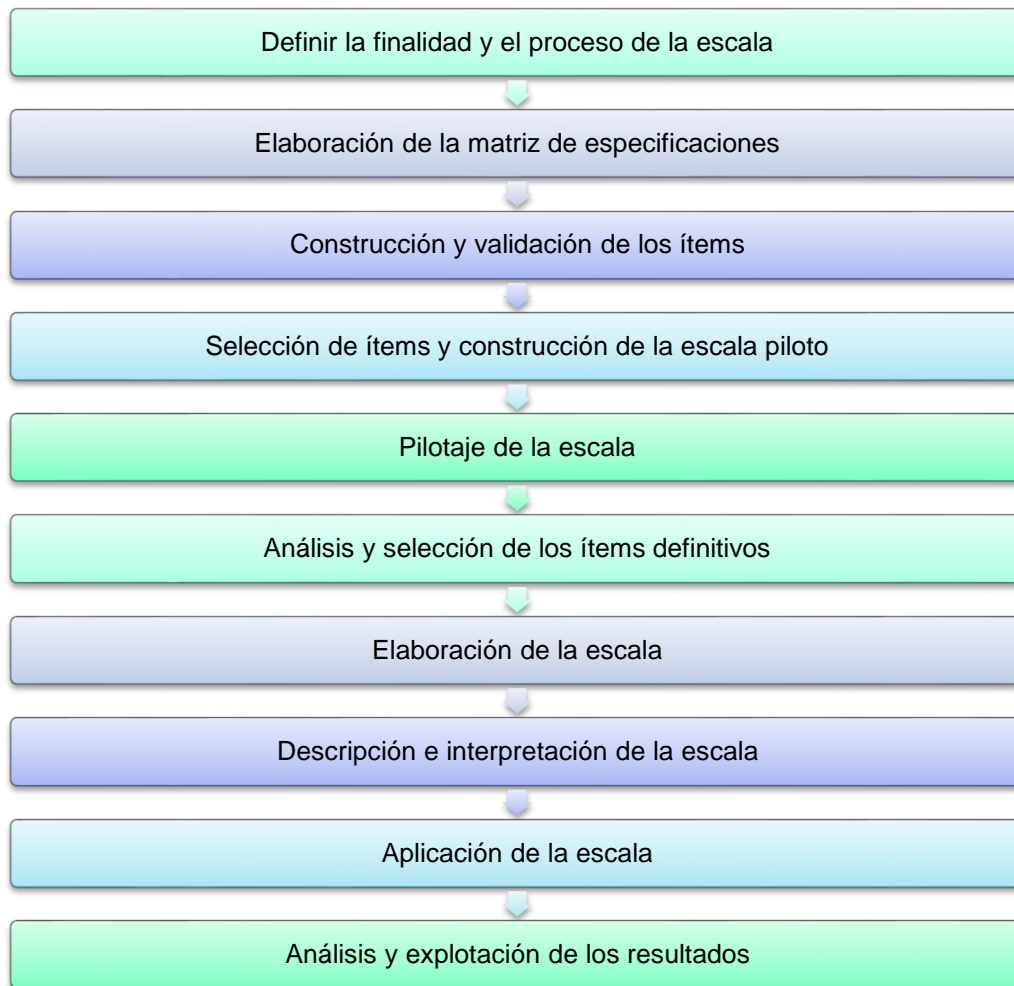 Definir la finalidad y el proceso de la escala
Elaboración de la matriz de especificaciones
Construcción y validación de los ítems
Selección de ítems y construcción de la escala piloto
Pilotaje de la escala
Análisis y selección de los ítems definitivos
Elaboración de la escala
Descripción e interpretación de la escala
Aplicación de la escala
Análisis y explotación de los resultados